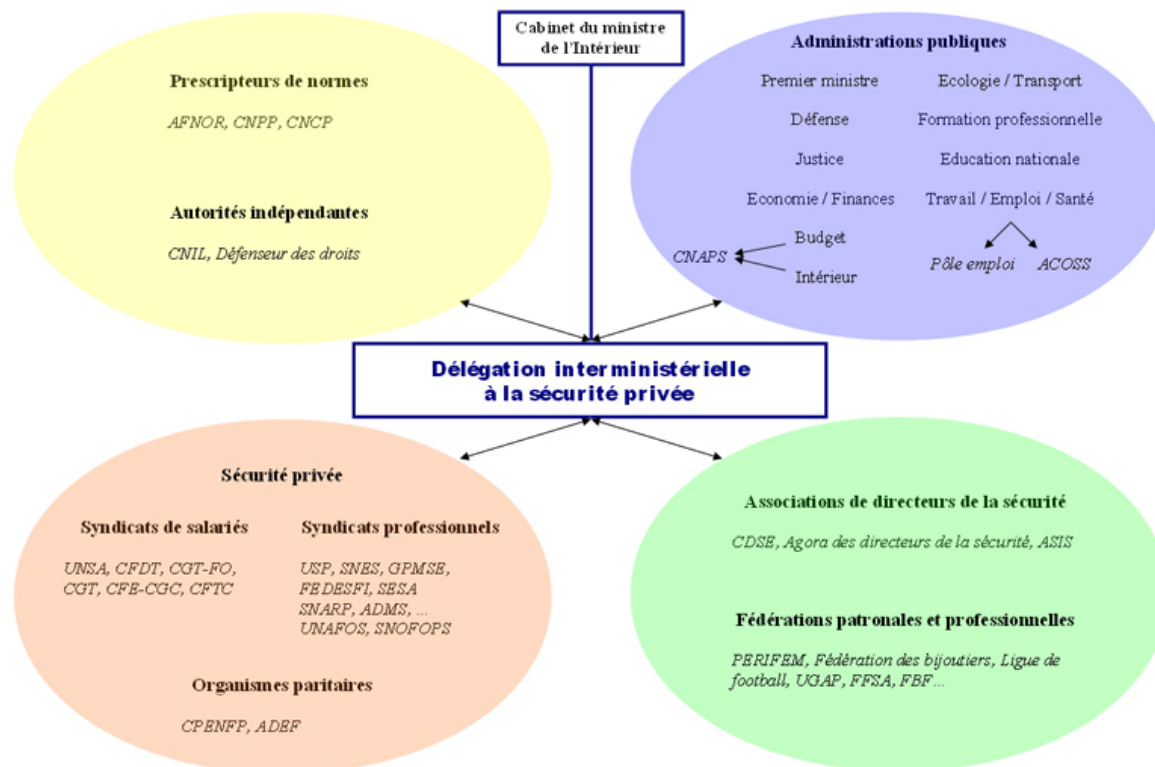 Cabinet du ministre
de l'Intérieur
Prescripteurs de normes
AFNOR, CNPP, CNCP
Autorités indépendantes
CNIL, Défenseur des droits
Administrations publiques
Premier ministre
Ecologie / Transport
Défense
Formation professionnelle
Justice
Education nationale
Economie / Finances
Travail / Emploi / Santé
Budget
CNAPS
Intérieur
Pôle emploi
ACOSS
Délégation interministérielle
à la sécurité privée
Sécurité privée
Syndicats de salariés
UNSA, CFDT, CGT-FO,
CGT, CFE-CGC, CFTC
Syndicats professionnels
USP, SNES, GPMSE,
FEDESFI, SESA
SNARP, ADMS, ...
UNAFOS, SNOFOPS
Organismes paritaires
CPENFP, ADEF
Associations de directeurs de la sécurité
CDSE, Agora des directeurs de la sécurité, ASIS
Fédérations patronales et professionnelles
PERIFEM, Fédération des bijoutiers, Ligue de
football, UGAP, FFSA, FBF...